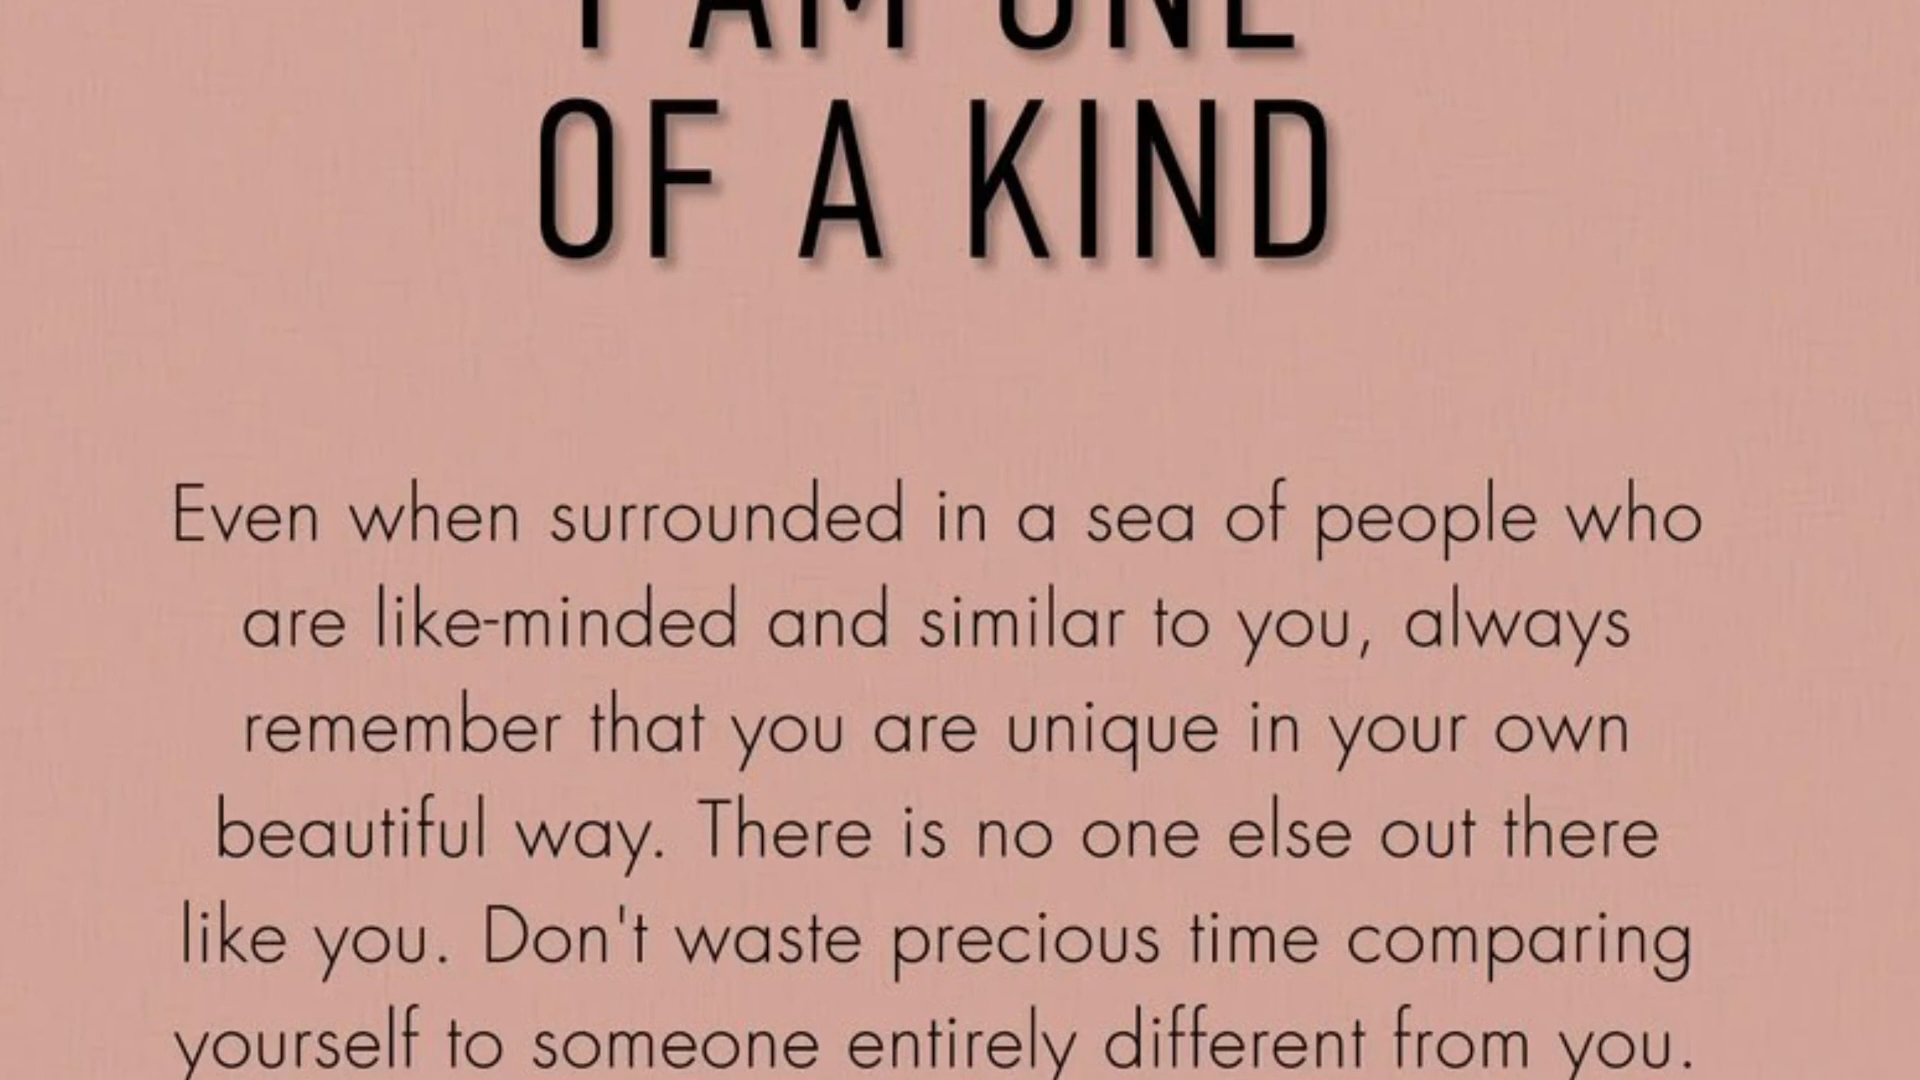 I AM ONE
OF A KIND
Even when surrounded in a sea of people who
are like-minded and similar to you, always
remember that you are unique in your own
beautiful way. There is no one else out there
like you. Don't waste precious time comparing
yourself to someone entirely different from you.